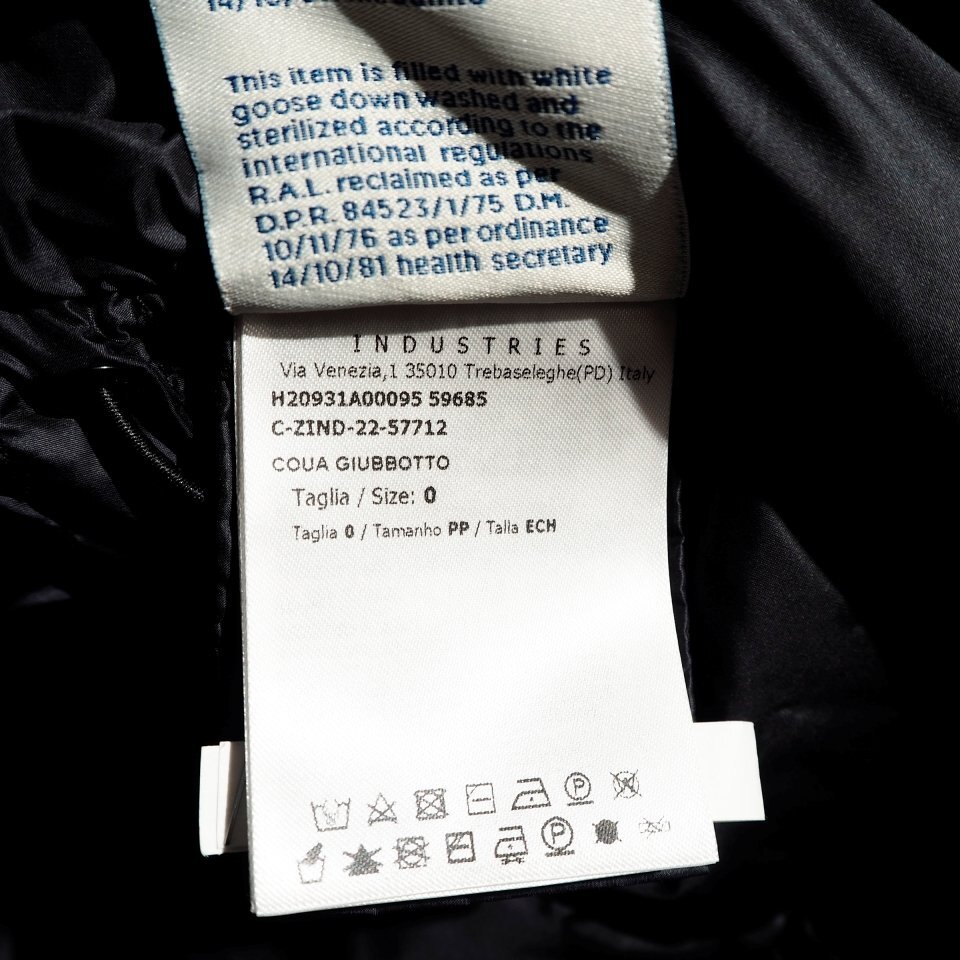 This item is filled with white
goose down washed and
sterilized according to the
international regulations
R.A.L. reclaimed as per
D.P.R. 84523/1/75 D.M.
10/11/76 as per ordinance
14/10/81 health secretary
INDUSTRIES
Via Venezia,1 35010 Trebaseleghe(PD) Italy
H20931A00095 59685
C-ZIND-22-57712
COUA GIUBBOTTO
Taglia / Size: 0
Taglia 0 / Tamanho PP / Talla ECH
P
P